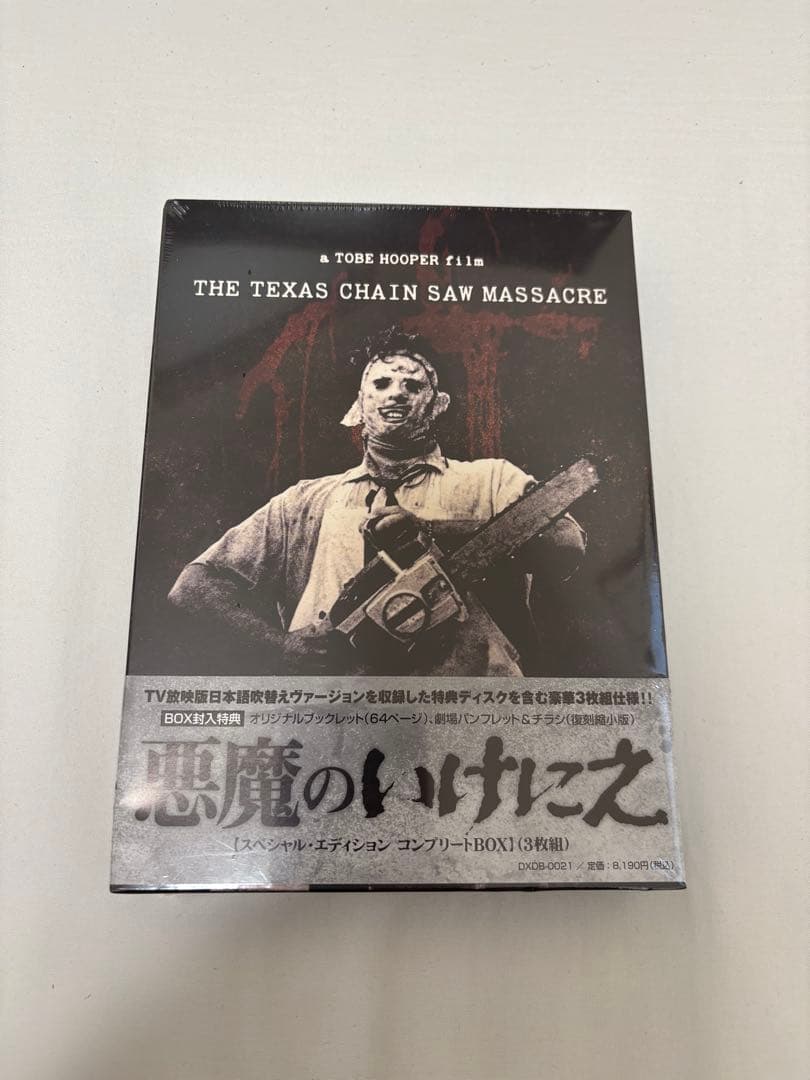 a TOBE HOOPER film
THE TEXAS CHAIN SAW MASSACRE
TV放映版日本語吹替えヴァージョンを収録した特典ディスクを含む豪華3枚組仕様!!
BOX封入特典 オリジナルブックレット(64ページ)、劇場パンフレット&チラシ(復刻縮小版)
悪魔のいけにえ
【スペシャル・エディション コンプリートBOX】(3枚組)
DXDB-0021 / 定価:8,190円(税込)